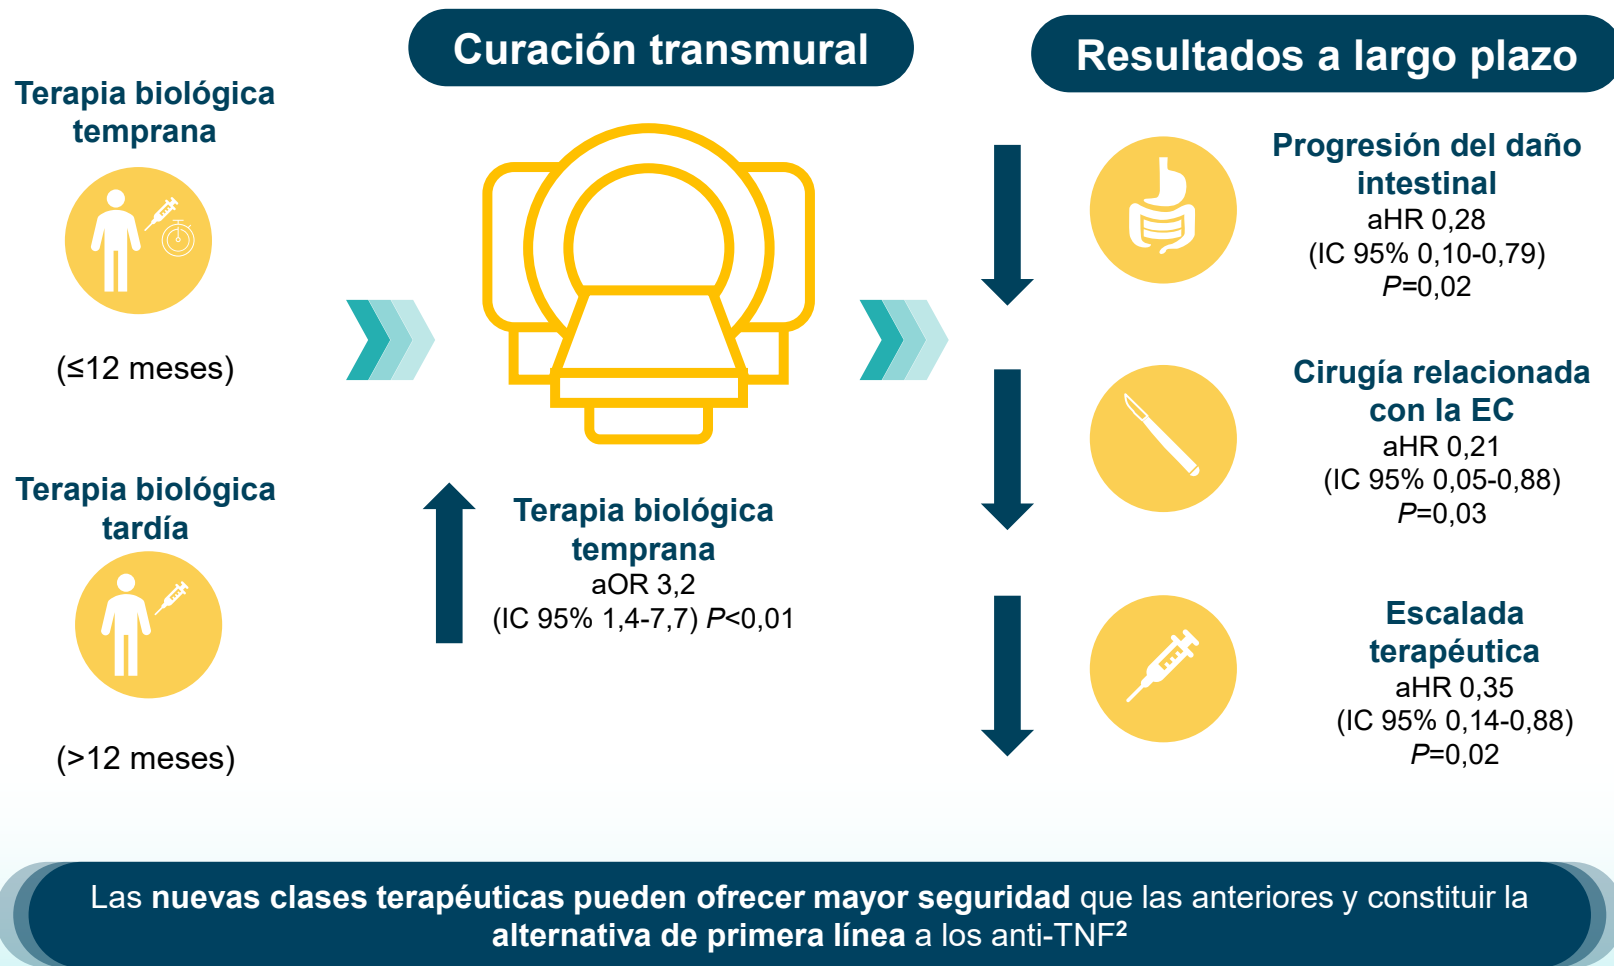 Curación transmural
Resultados a largo plazo
Terapia biológica
temprana
(≤12 meses)
Terapia biológica
tardía
(>12 meses)
Terapia biológica
temprana
aOR 3,2
(IC 95% 1,4-7,7) P<0,01
Progresión del daño
intestinal
aHR 0,28
(IC 95% 0,10-0,79)
P=0,02
Cirugía relacionada
con la EC
aHR 0,21
(IC 95% 0,05-0,88)
P=0,03
Escalada
terapéutica
aHR 0,35
(IC 95% 0,14-0,88)
P=0,02
Las nuevas clases terapéuticas pueden ofrecer mayor seguridad que las anteriores y constituir la
alternativa de primera línea a los anti-TNF²